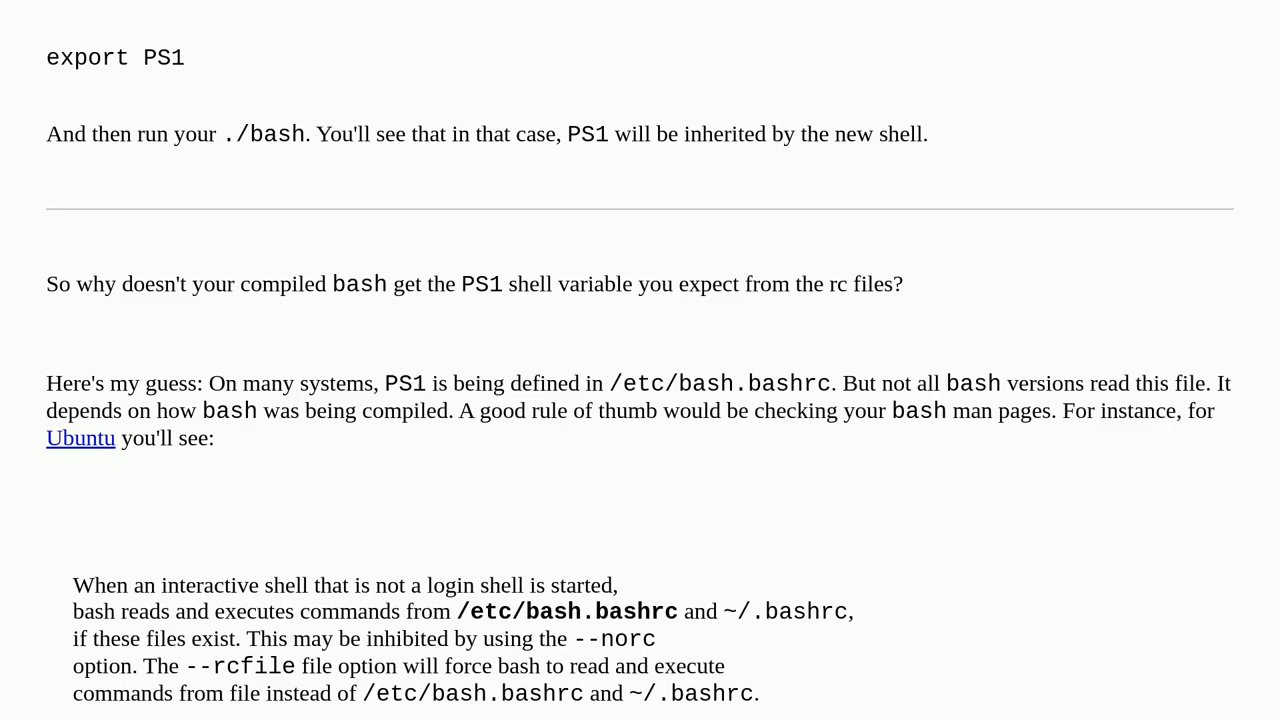 export PS1
And then run your ./bash. You'll see that in that case, PS1 will be inherited by the new shell.
So why doesn't your compiled bash get the PS1 shell variable you expect from the rc files?
Here's my guess: On many systems, PS1 is being defined in /etc/bash.bashrc. But not all bash versions read this file. It
depends on how bash was being compiled. A good rule of thumb would be checking your bash man pages. For instance, for
Ubuntu you'll see:
When an interactive shell that is not a login shell is started,
bash reads and executes commands from /etc/bash.bashrc and ~/.bashrc,
if these files exist. This may be inhibited by using the --norc
option. The --rcfile file option will force bash to read and execute
commands from file instead of /etc/bash.bashrc and ~/.bashrc.